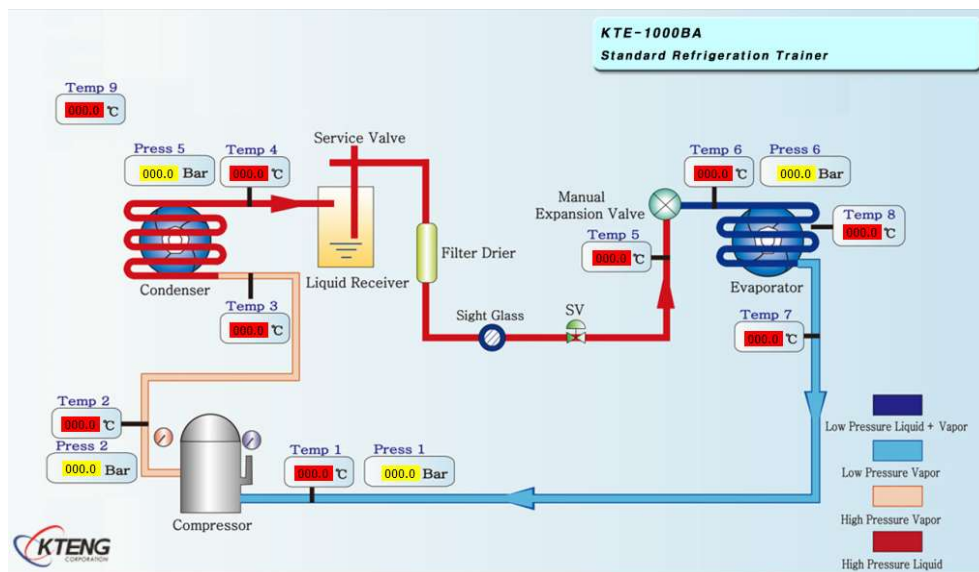 KTE-1000BA
Standard Refrigeration Trainer
Temp 9
000.0 ℃
Press 5
000.0 Bar
Temp 4
000.0 ℃
Service Valve
Temp 6
000.0 ℃
Press 6
000.0 Bar
Manual
Expansion Valve
Temp 8
000.0 ℃
Temp 5
000.0 ℃
Filter Drier
Condenser
Liquid Receiver
Evaporator
Temp 3
000.0 ℃
Sight Glass
SV
Temp 7
000.0 ℃
Temp 2
000.0 ℃
Press 2
000.0 Bar
Temp 1
000.0 ℃
Press 1
000.0 Bar
Compressor
Low Pressure Liquid + Vapor
Low Pressure Vapor
High Pressure Vapor
High Pressure Liquid
KTENG
CORPORATION